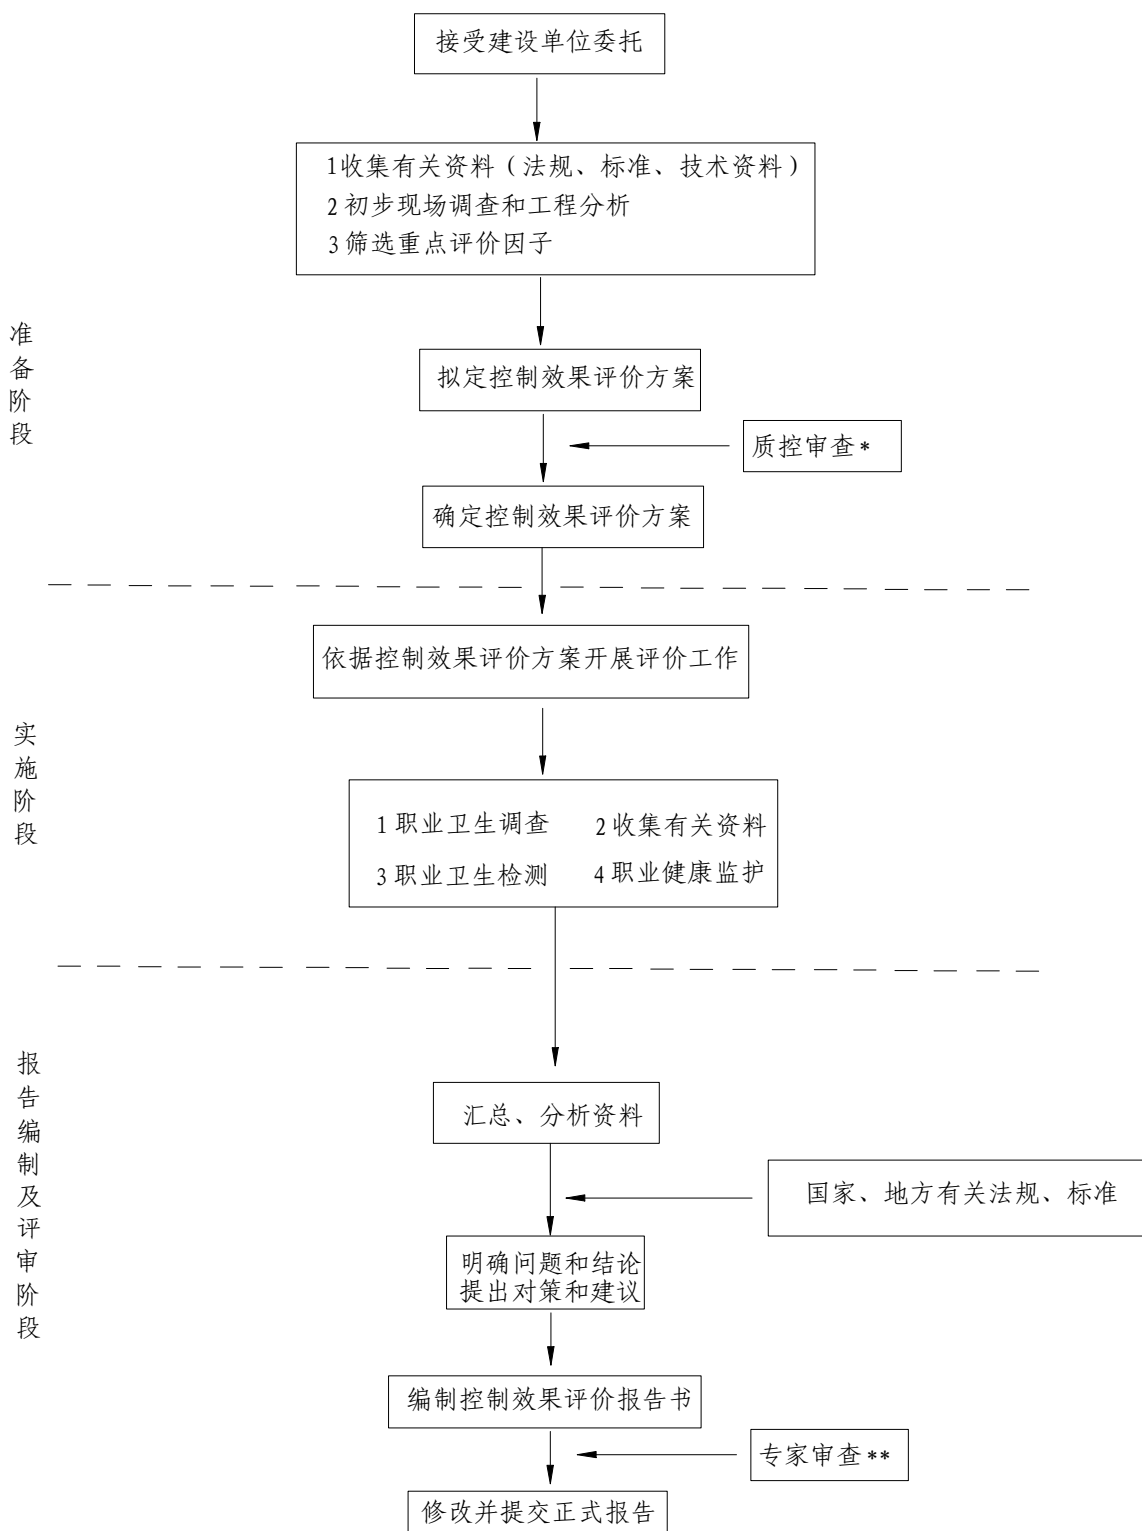 接受建设单位委托
1收集有关资料（法规、标准、技术资料）
2初步现场调查和工程分析
3筛选重点评价因子
准备阶段
拟定控制效果评价方案
质控审查*
确定控制效果评价方案
依据控制效果评价方案开展评价工作
实施阶段
1职业卫生调查 2收集有关资料
3职业卫生检测 4职业健康监护
报告编制及评审阶段
汇总、分析资料
国家、地方有关法规、标准
明确问题和结论
提出对策和建议
编制控制效果评价报告书
专家审查**
修改并提交正式报告